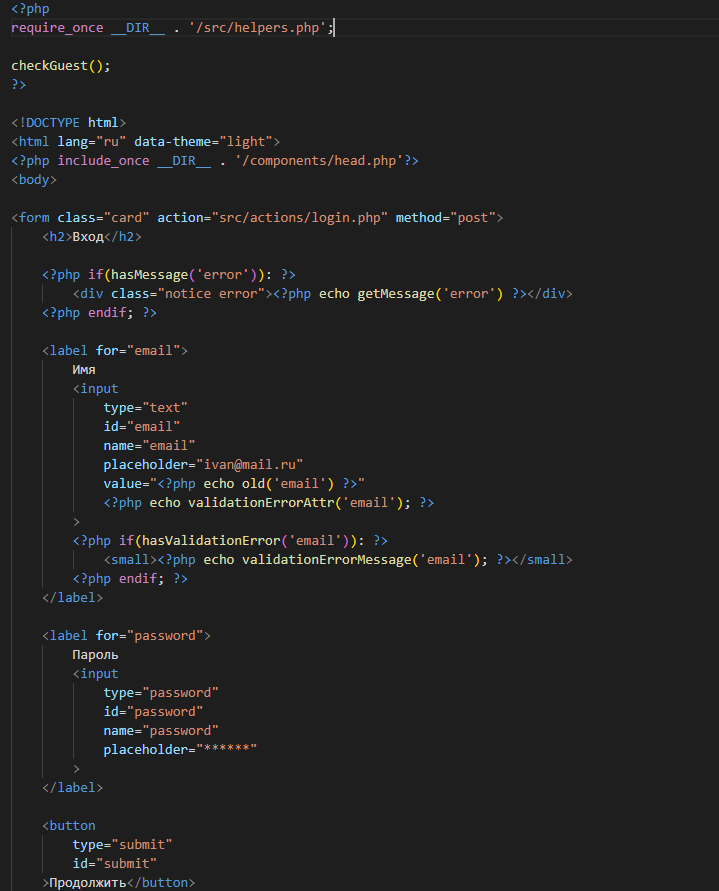 <?php
require_once __DIR__ . '/src/helpers.php';
checkGuest();
?>
<!DOCTYPE html>
<html lang="ru" data-theme="light">
<?php include_once __DIR__ . '/components/head.php'?>
<body>
<form class="card" action="src/actions/login.php" method="post">
<h2>Вход</h2>
<?php if(hasMessage('error')): ?>
<div class="notice error"><?php echo getMessage('error') ?></div>
<?php endif; ?>
<label for="email">
Имя
<input
type="text"
id="email"
name="email"
placeholder="ivan@mail.ru"
value="<?php echo old('email') ?>"
<?php echo validationErrorAttr('email'); ?>
>
<?php if(hasValidationError('email')): ?>
<small><?php echo validationErrorMessage('email'); ?></small>
<?php endif; ?>
</label>
<label for="password">
Пароль
<input
type="password"
id="password"
name="password"
placeholder="******"
>
</label>
<button
type="submit"
id="submit"
>Продолжить</button>